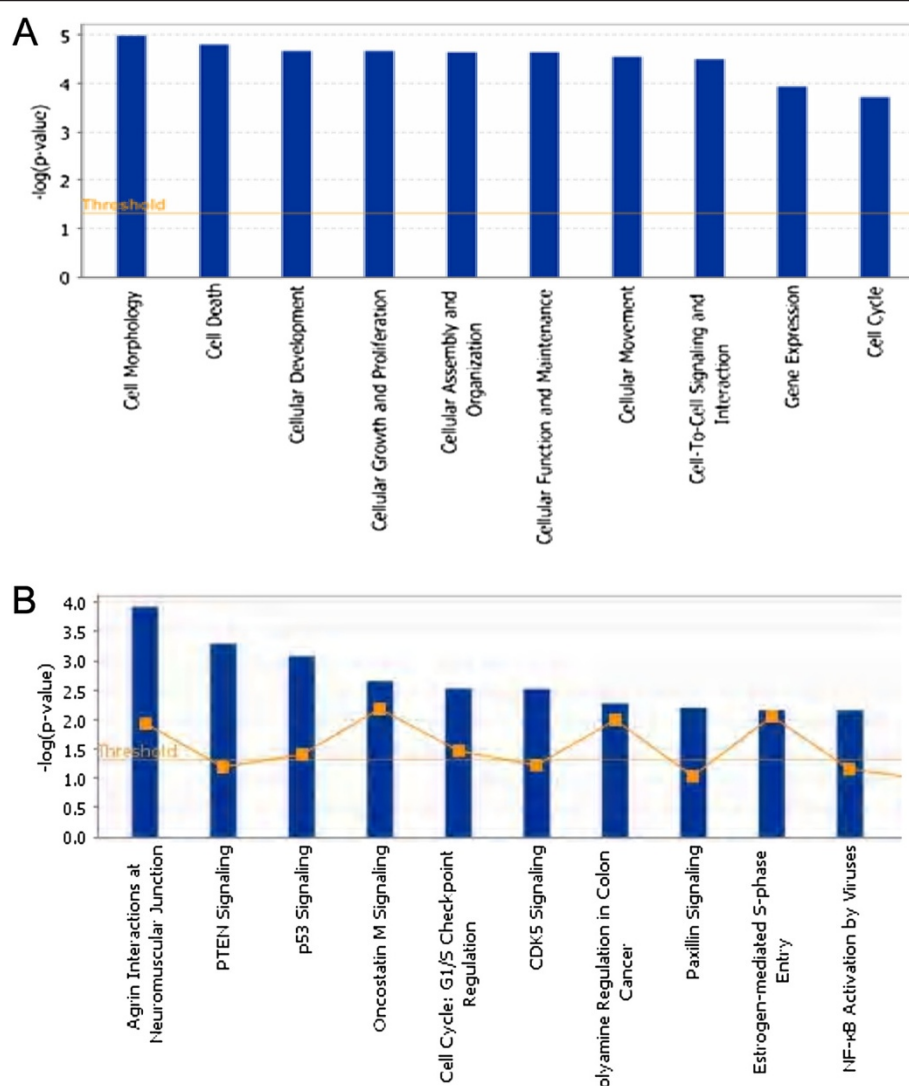 A
5
4
3
2
1
0
-log(p-value)
Threshold
Cell Morphology
Cell Death
Cellular Development
Cellular Growth and Proliferation
Cellular Assembly and
Organization
Cellular Function and Maintenance
Cellular Movement
Cell-To-Cell Signaling and
Interaction
Gene Expression
Cell Cycle
B
4.0
3.5
3.0
2.5
2.0
1.5
1.0
0.5
0.0
-log(p-value)
Threshold
Agrin Interactions at
Neuromuscular Junction
PTEN Signaling
p53 Signaling
Oncostatin M Signaling
Cell Cycle: G1/S Checkpoint
Regulation
CDK5 Signaling
olyamine Regulation in Colon
Cancer
Paxillin Signaling
Estrogen-mediated S-phase
Entry
NF-κB Activation by Viruses